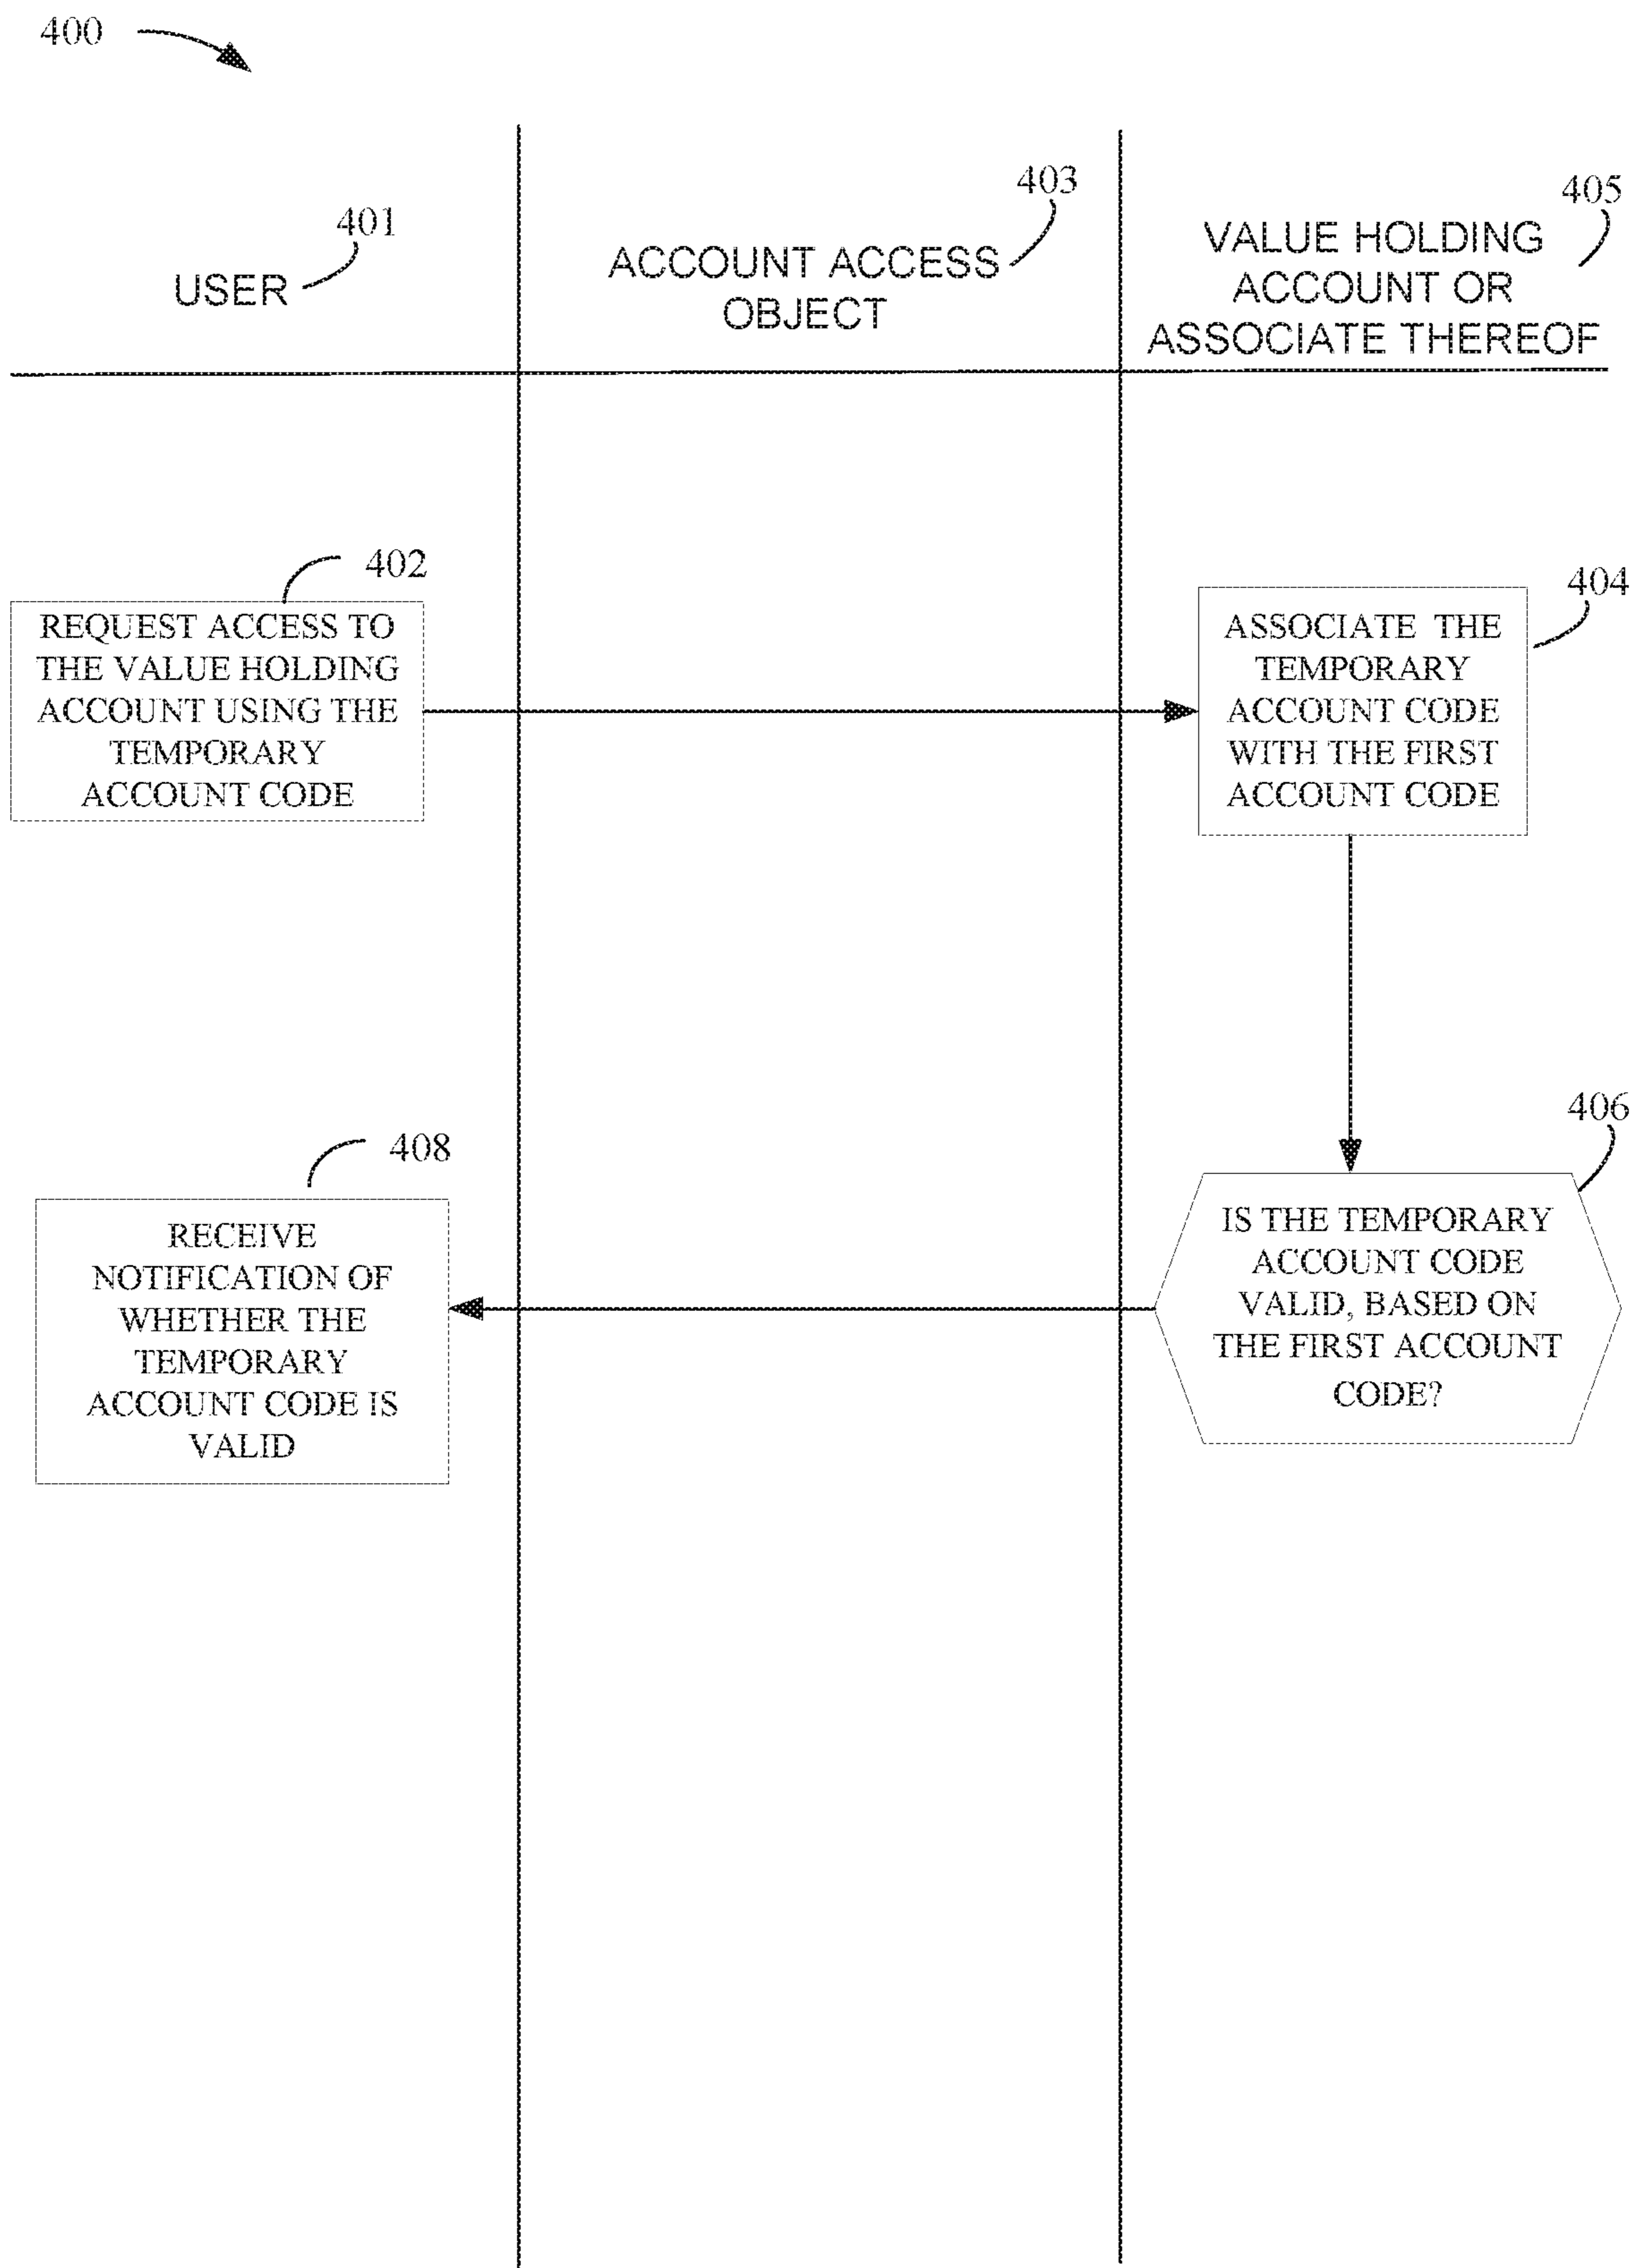 400
401
USER
403
ACCOUNT ACCESS
OBJECT
405
VALUE HOLDING
ACCOUNT OR
ASSOCIATE THEREOF
402
REQUEST ACCESS TO
THE VALUE HOLDING
ACCOUNT USING THE
TEMPORARY
ACCOUNT CODE
404
ASSOCIATE THE
TEMPORARY
ACCOUNT CODE
WITH THE FIRST
ACCOUNT CODE
406
IS THE TEMPORARY
ACCOUNT CODE
VALID, BASED ON
THE FIRST ACCOUNT
CODE?
408
RECEIVE
NOTIFICATION OF
WHETHER THE
TEMPORARY
ACCOUNT CODE IS
VALID